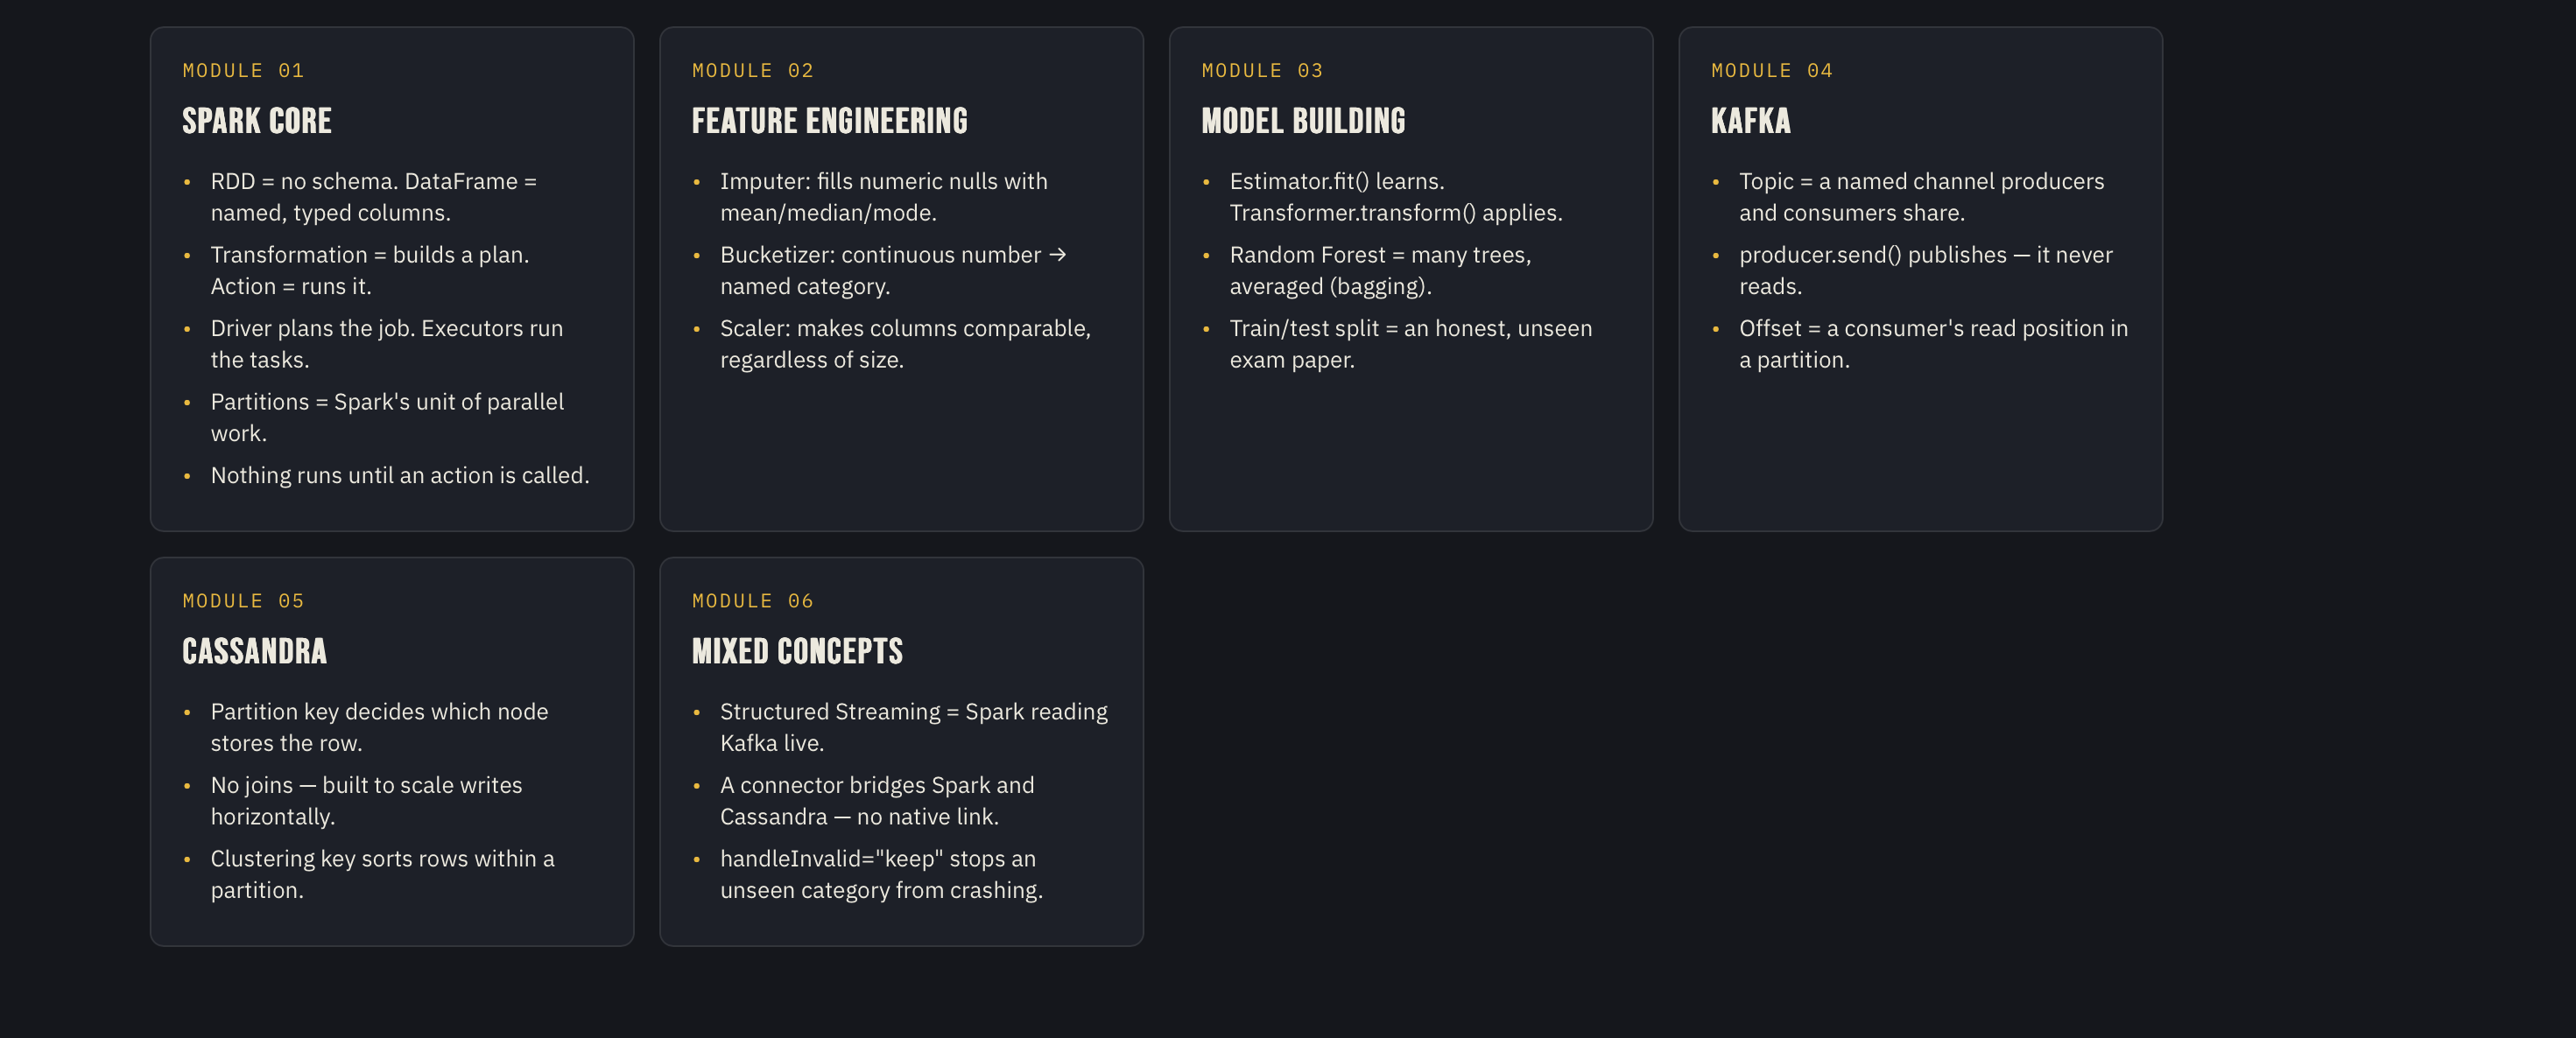 MODULE 01
SPARK CORE
• RDD = no schema. DataFrame =
named, typed columns.
• Transformation = builds a plan.
Action = runs it.
• Driver plans the job. Executors run
the tasks.
• Partitions = Spark's unit of parallel
work.
• Nothing runs until an action is called.
MODULE 02
FEATURE ENGINEERING
• Imputer: fills numeric nulls with
mean/median/mode.
• Bucketizer: continuous number →
named category.
• Scaler: makes columns comparable,
regardless of size.
MODULE 03
MODEL BUILDING
• Estimator.fit() learns.
Transformer.transform() applies.
• Random Forest = many trees,
averaged (bagging).
• Train/test split = an honest, unseen
exam paper.
MODULE 04
KAFKA
• Topic = a named channel producers
and consumers share.
• producer.send() publishes — it never
reads.
• Offset = a consumer's read position in
a partition.
MODULE 05
CASSANDRA
• Partition key decides which node
stores the row.
• No joins — built to scale writes
horizontally.
• Clustering key sorts rows within a
partition.
MODULE 06
MIXED CONCEPTS
• Structured Streaming = Spark reading
Kafka live.
• A connector bridges Spark and
Cassandra — no native link.
• handleInvalid="keep" stops an
unseen category from crashing.